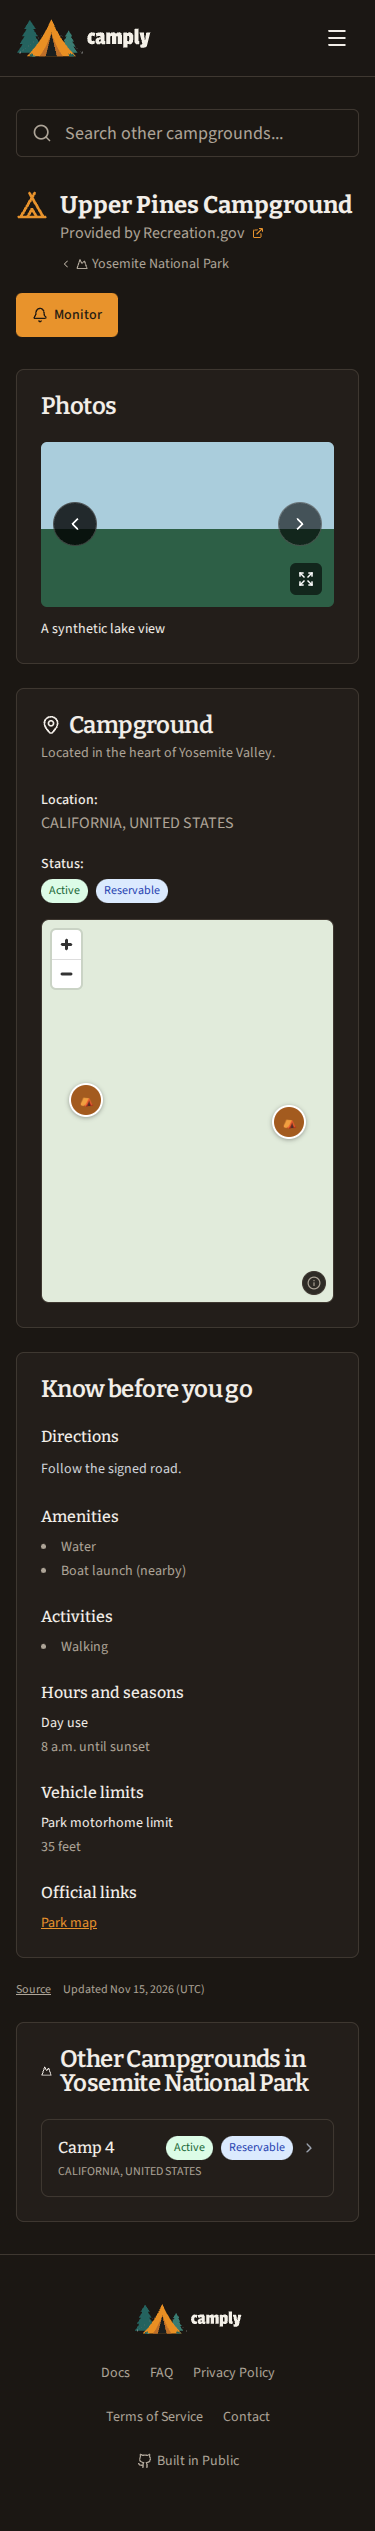 camply
Search other campgrounds...
Upper Pines Campground
Provided by Recreation.gov
Yosemite National Park
Monitor
Photos
A synthetic lake view
Campground
Located in the heart of Yosemite Valley.
Location:
CALIFORNIA, UNITED STATES
Status:
Active Reservable
Know before you go
Directions
Follow the signed road.
Amenities
• Water
• Boat launch (nearby)
Activities
• Walking
Hours and seasons
Day use
8 a.m. until sunset
Vehicle limits
Park motorhome limit
35 feet
Official links
Park map
Source Updated Nov 15, 2026 (UTC)
Other Campgrounds in
Yosemite National Park
Camp 4 Active Reservable
CALIFORNIA, UNITED STATES
camply
Docs FAQ Privacy Policy
Terms of Service Contact
Built in Public